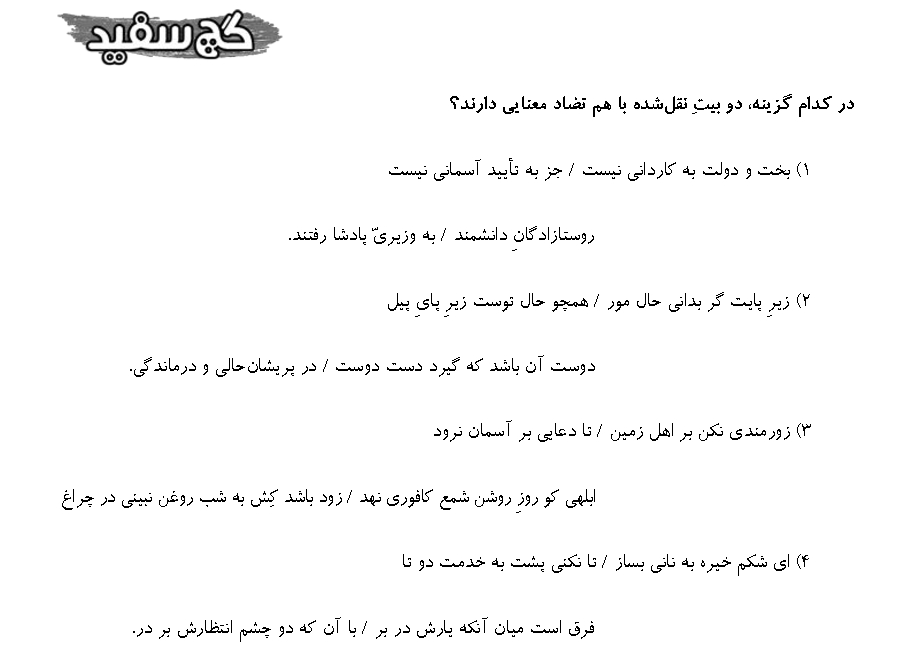 گچ سفید
در کدام گزینه، دو بیتِ نقل‌شده با هم تضاد معنایی دارند؟
۱) بخت و دولت به کاردانی نیست / جز به تأیید آسمانی نیست
روستازادگانِ دانشمند / به وزیریّ پادشا رفتند.
۲) زیرِ پایت گر بدانی حال مور / همچو حال توست زیرِ پایِ پیل
دوست آن باشد که گیرد دست دوست / در پریشان‌حالی و درماندگی.
۳) زورمندی نکن بر اهل زمین / تا دعایی بر آسمان نرود
ابلهی کو روزِ روشن شمع کافوری نهد / زود باشد کِش به شب روغن نبینی در چراغ
۴) ای شکم خیره به نانی بساز / تا نکنی پشت به خدمت دو تا
فرق است میان آنکه یارش در بر / با آن که دو چشم انتظارش بر در.